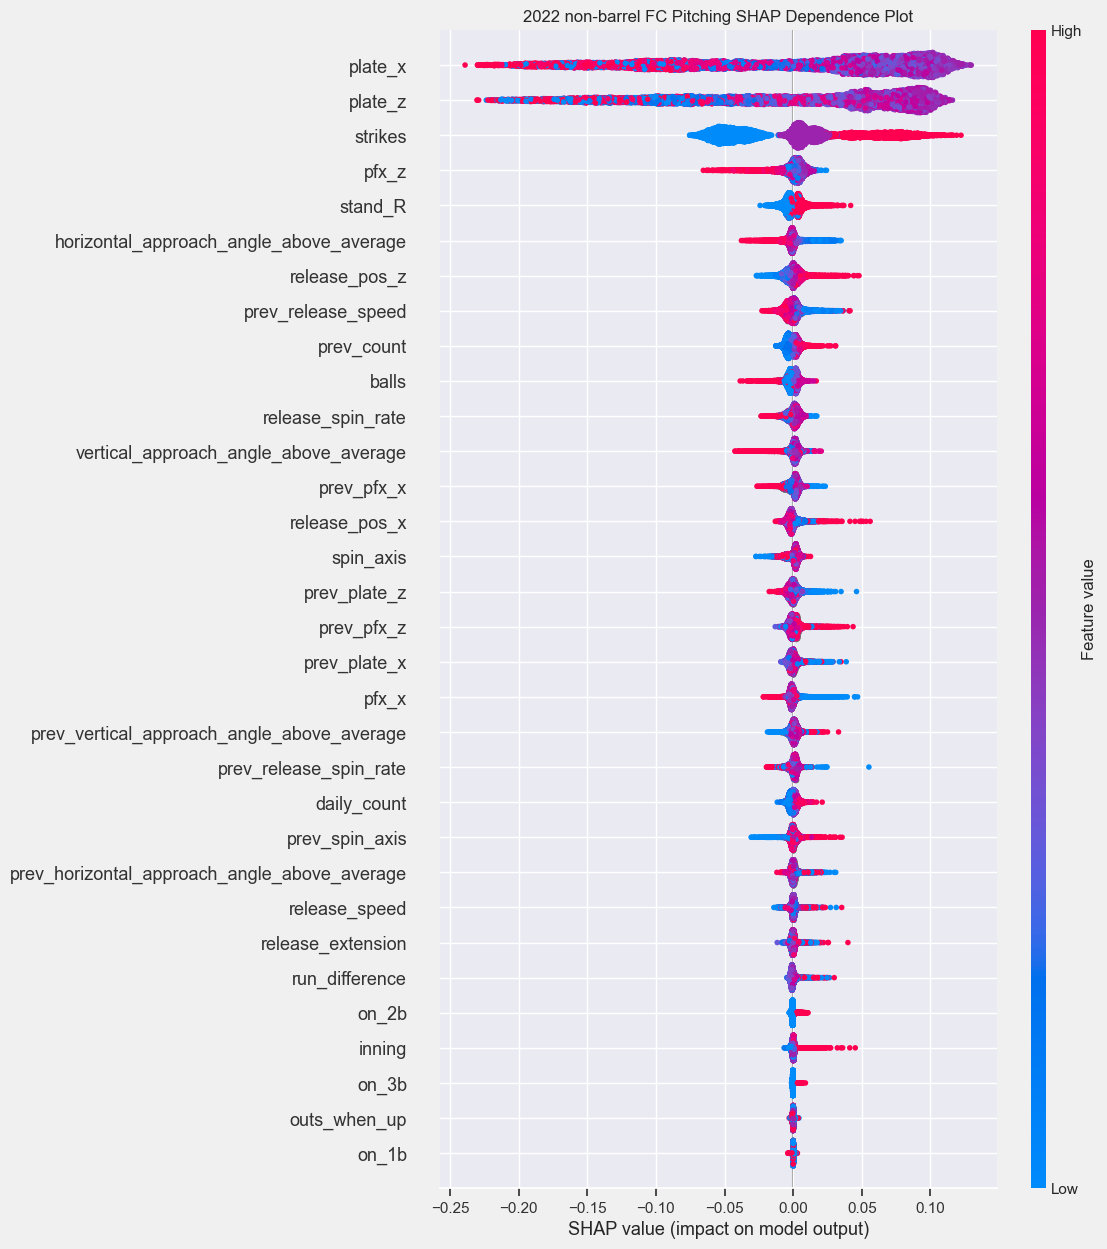 2022 non-barrel FC Pitching SHAP Dependence Plot
High
plate_x
plate_z
strikes
pfx_z
stand_R
horizontal_approach_angle_above_average
release_pos_z
prev_release_speed
prev_count
balls
release_spin_rate
vertical_approach_angle_above_average
prev_pfx_x
release_pos_x
spin_axis
prev_plate_z
prev_pfx_z
prev_plate_x
pfx_x
prev_vertical_approach_angle_above_average
prev_release_spin_rate
daily_count
prev_spin_axis
prev_horizontal_approach_angle_above_average
release_speed
release_extension
run_difference
on_2b
inning
on_3b
outs_when_up
on_1b
Feature value
Low
−0.25 −0.20 −0.15 −0.10 −0.05 0.00 0.05 0.10
SHAP value (impact on model output)